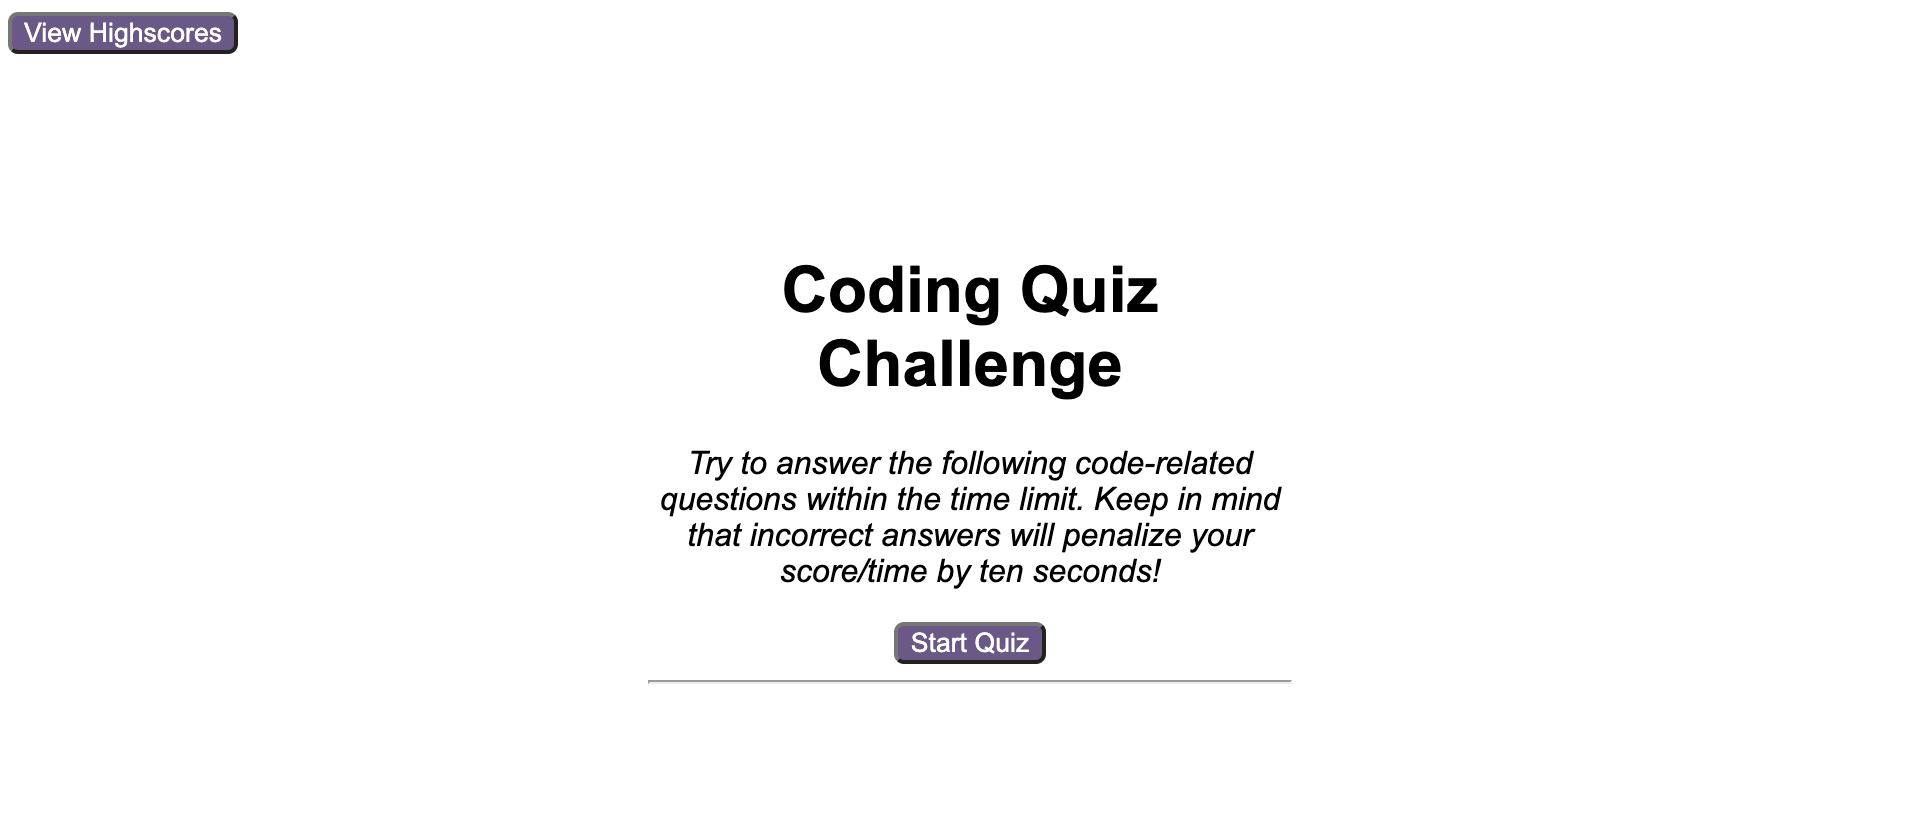 View Highscores
Coding Quiz
Challenge
Try to answer the following code-related
questions within the time limit. Keep in mind
that incorrect answers will penalize your
score/time by ten seconds!
Start Quiz